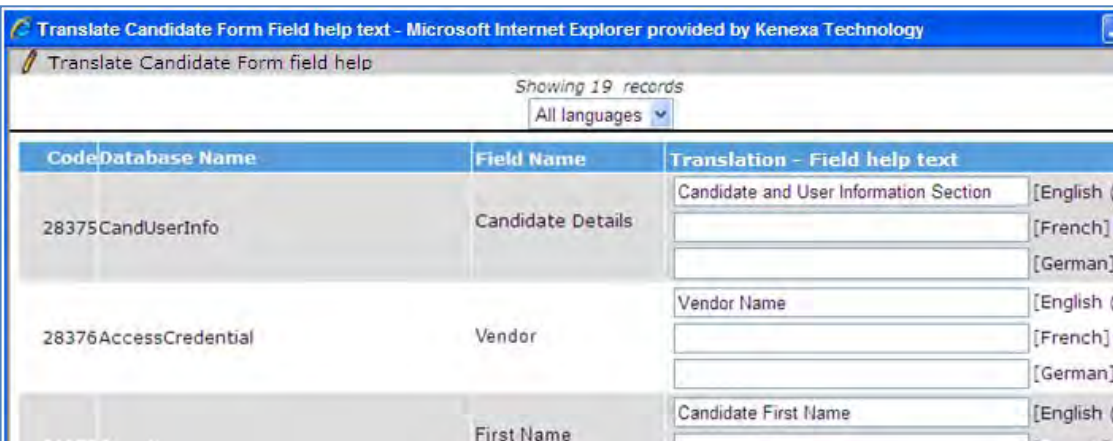 Translate Candidate Form Field help text - Microsoft Internet Explorer provided by Kenexa Technology
Translate Candidate Form field help
Showing 19 records
All languages
Code Database Name Field Name Translation - Field help text
Candidate and User Information Section [English (
28375 CandUserInfo Candidate Details [French]
[German]
Vendor Name [English (
28376 AccessCredential Vendor [French]
[German]
Candidate First Name [English (
First Name